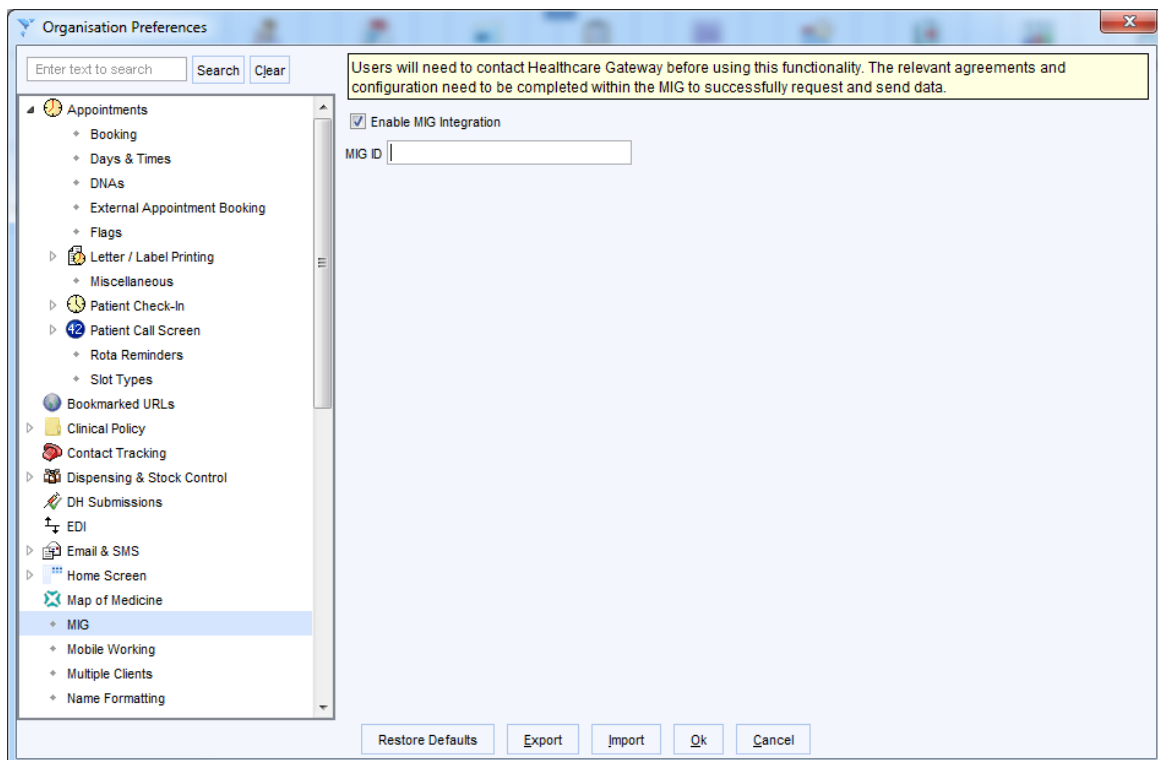 Organisation Preferences
Enter text to search
Search
Clear
Appointments
Booking
Days & Times
DNAs
External Appointment Booking
Flags
Letter / Label Printing
Miscellaneous
Patient Check-In
42 Patient Call Screen
Rota Reminders
Slot Types
Bookmarked URLs
Clinical Policy
Contact Tracking
Dispensing & Stock Control
DH Submissions
EDI
Email & SMS
Home Screen
Map of Medicine
MIG
Mobile Working
Multiple Clients
Name Formatting
Users will need to contact Healthcare Gateway before using this functionality. The relevant agreements and
configuration need to be completed within the MIG to successfully request and send data.
Enable MIG Integration
MIG ID
Restore Defaults
Export
Import
Ok
Cancel